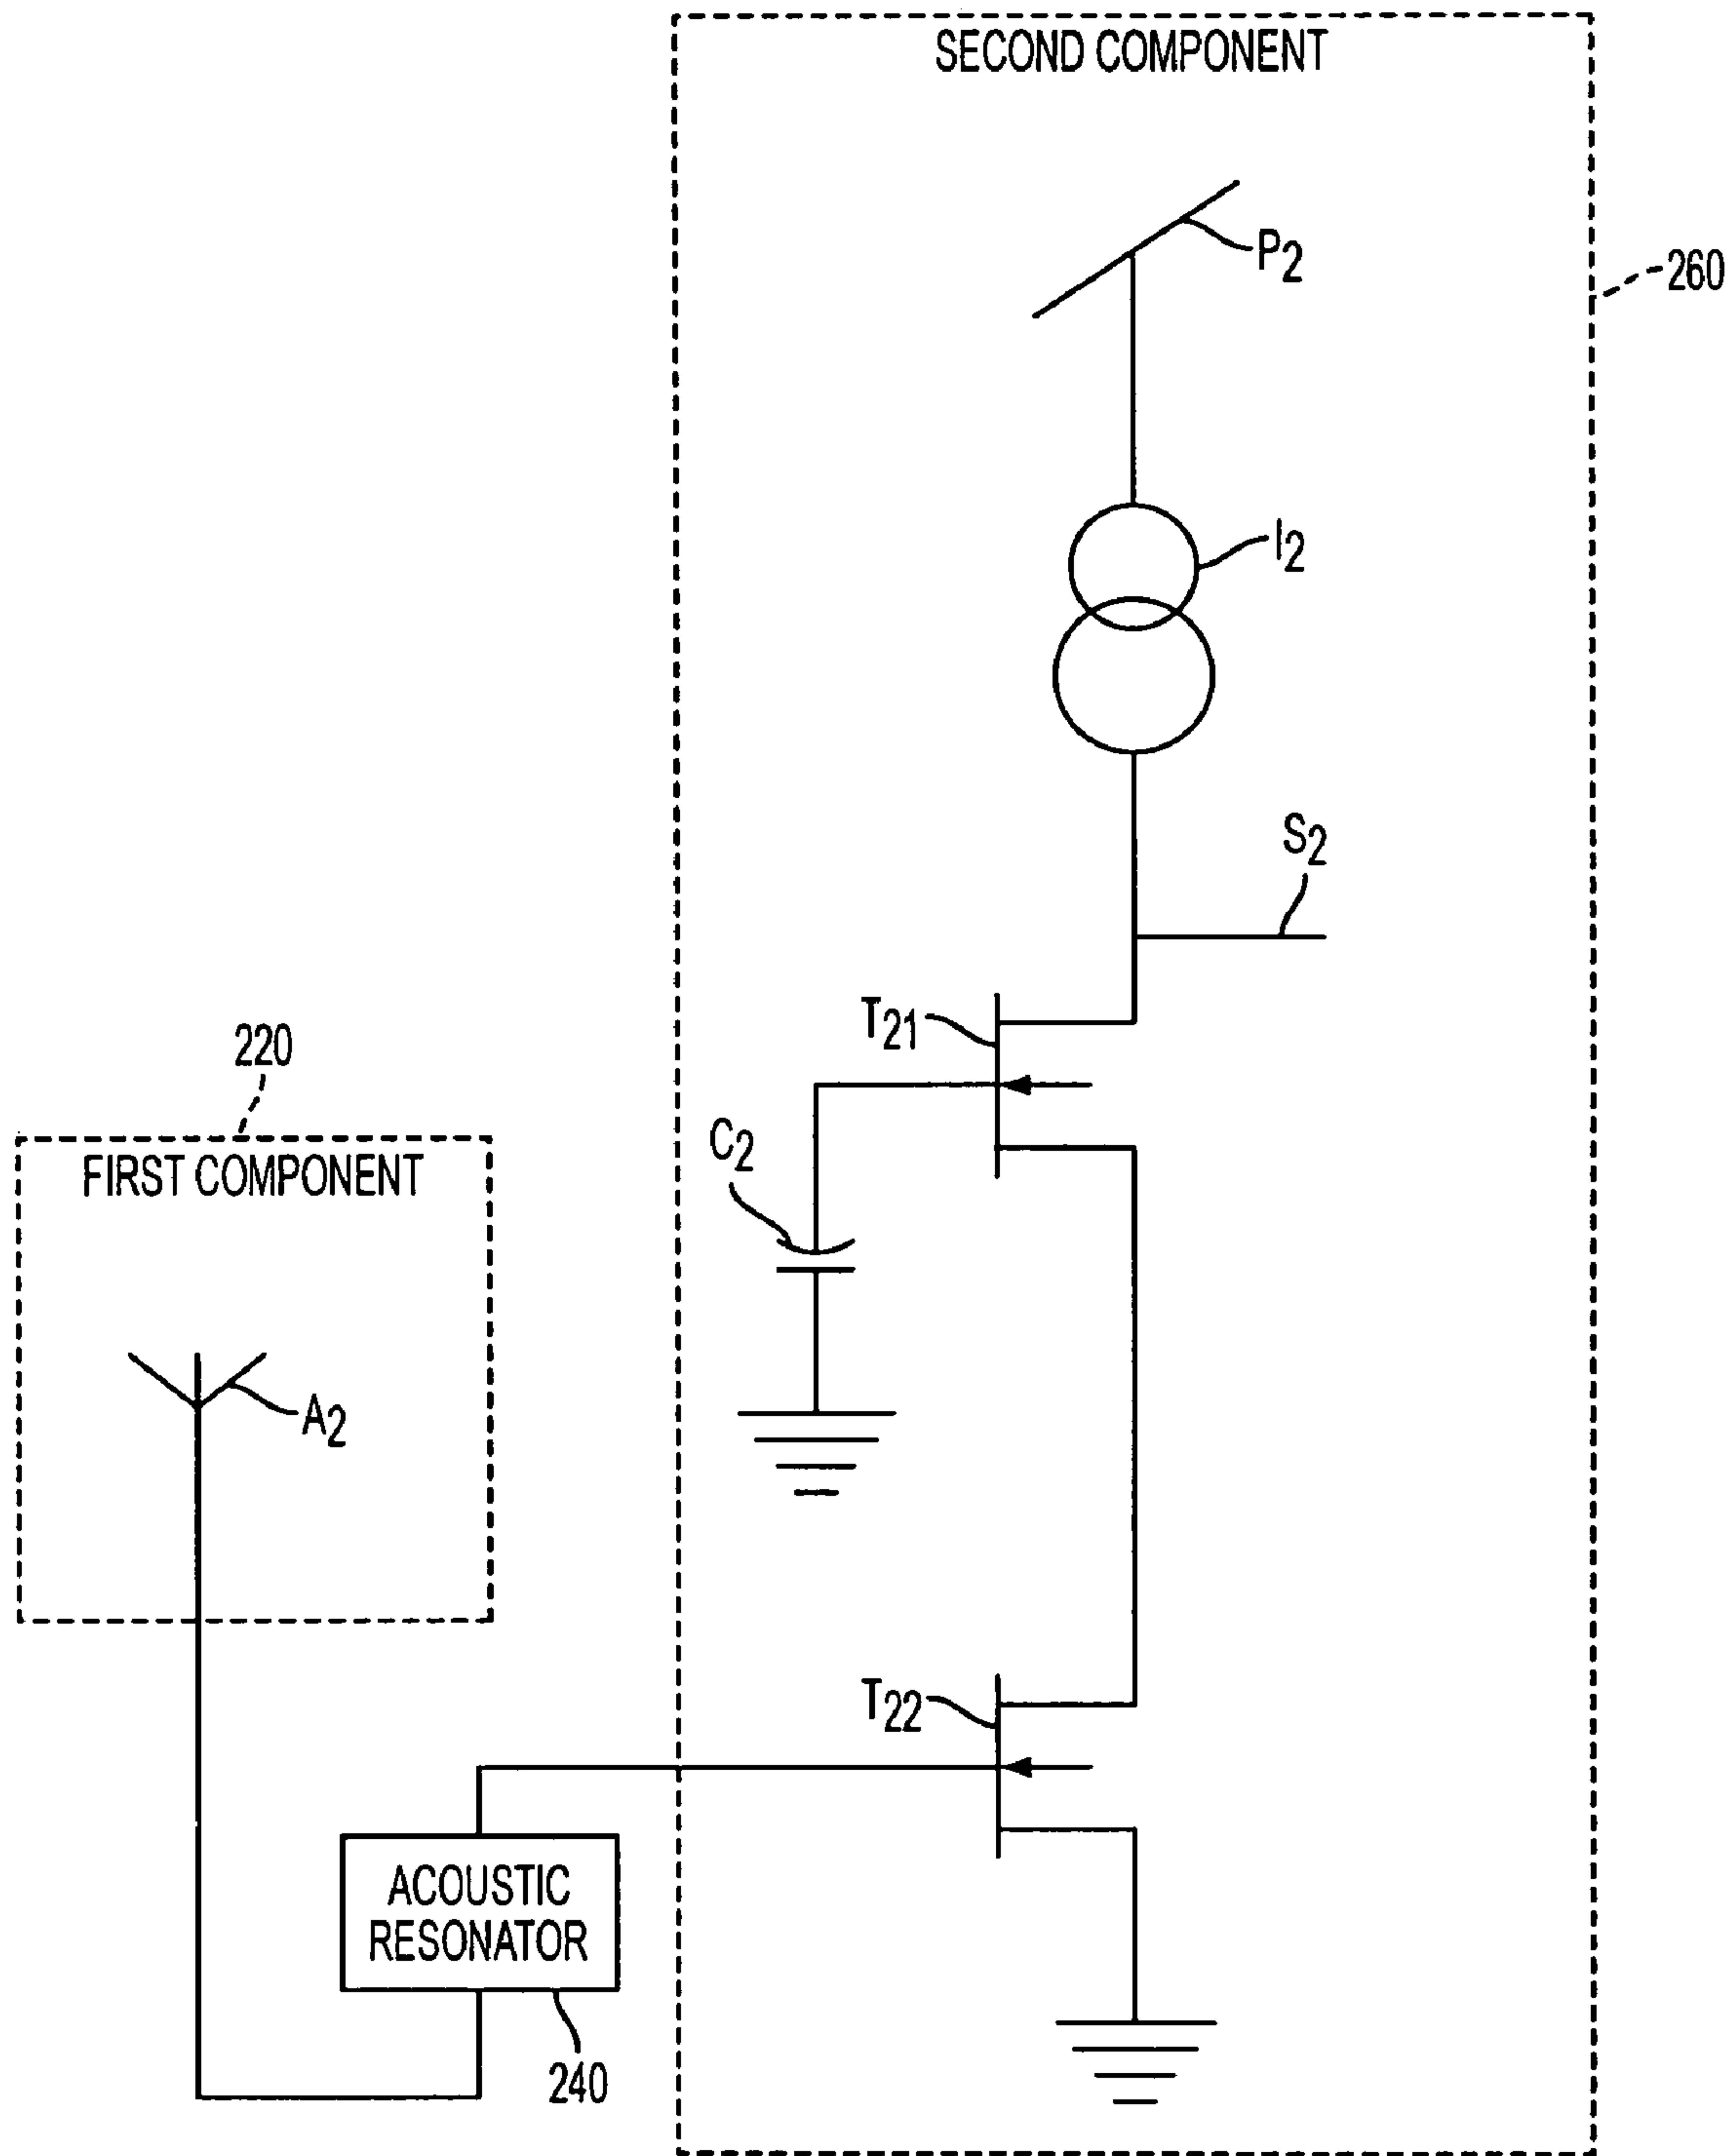 SECOND COMPONENT
P2
260
I2
S2
T21
220
C2
FIRST COMPONENT
A2
T22
ACOUSTIC
RESONATOR
240